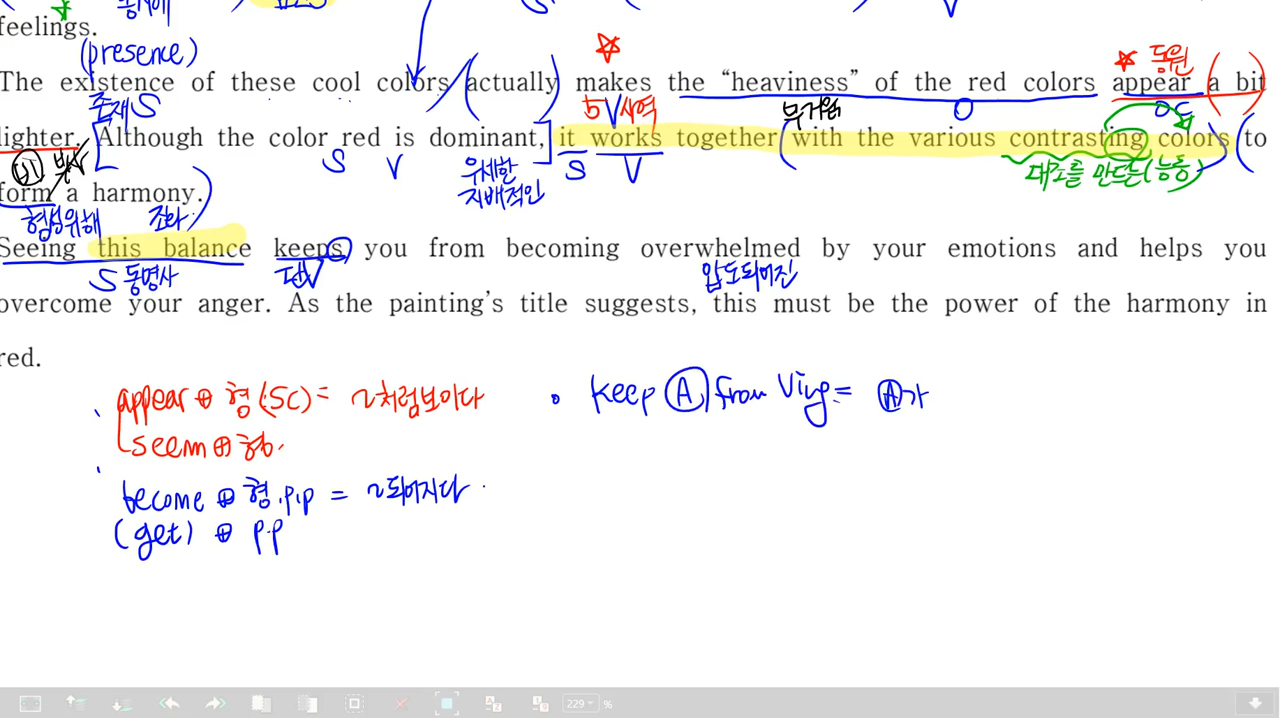 동사애
S
V
feelings.
(presence)
The existence of these cool colors actually makes the “heaviness” of the red colors appear a bit
존재 S
5V 사역
무거움
O
동원
lighter. Although the color red is dominant, it works together with the various contrasting colors to
비
S V
우세한
지배적인
S V
대조를 만드는(능동)
form a harmony.
형성위해 조화
Seeing this balance keeps you from becoming overwhelmed by your emotions and helps you
S 동명사
단V
압도되어진
overcome your anger. As the painting’s title suggests, this must be the power of the harmony in
red.
appear ⊕ 형(SC) = ~처럼보이다
seem ⊕ 형.
become ⊕ 형.p.p = ~되어지다
(get) ⊕ p.p
keep A from Ving = A가
229 %